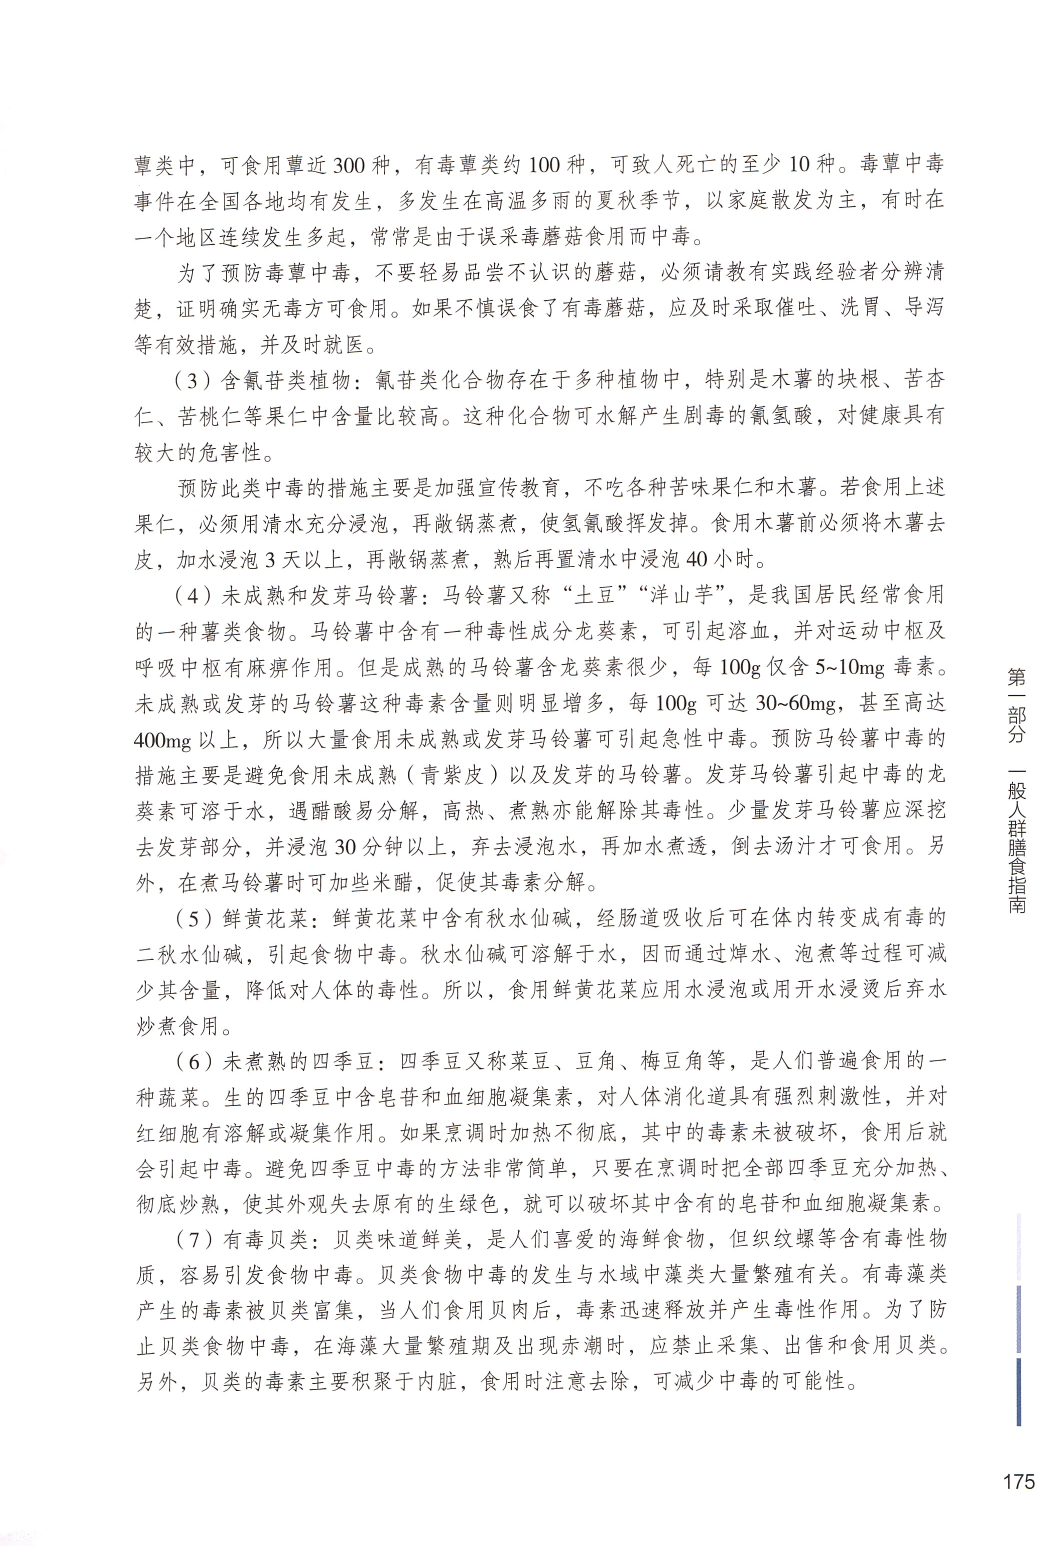 蕈类中，可食用蕈近 300 种，有毒蕈类约 100 种，可致人死亡的至少 10 种。毒蕈中毒
事件在全国各地均有发生，多发生在高温多雨的夏秋季节，以家庭散发为主，有时在
一个地区连续发生多起，常常是由于误采毒蘑菇食用而中毒。
为了预防毒蕈中毒，不要轻易品尝不认识的蘑菇，必须请教有实践经验者分辨清
楚，证明确实无毒方可食用。如果不慎误食了有毒蘑菇，应及时采取催吐、洗胃、导泻
等有效措施，并及时就医。
（3）含氰苷类植物：氰苷类化合物存在于多种植物中，特别是木薯的块根、苦杏
仁、苦桃仁等果仁中含量比较高。这种化合物可水解产生剧毒的氰氢酸，对健康具有
较大的危害性。
预防此类中毒的措施主要是加强宣传教育，不吃各种苦味果仁和木薯。若食用上述
果仁，必须用清水充分浸泡，再敞锅蒸煮，使氢氰酸挥发掉。食用木薯前必须将木薯去
皮，加水浸泡 3 天以上，再敞锅蒸煮，熟后再置清水中浸泡 40 小时。
（4）未成熟和发芽马铃薯：马铃薯又称“土豆”“洋山芋”，是我国居民经常食用
的一种薯类食物。马铃薯中含有一种毒性成分龙葵素，可引起溶血，并对运动中枢及
呼吸中枢有麻痹作用。但是成熟的马铃薯含龙葵素很少，每 100g 仅含 5~10mg 毒素。
未成熟或发芽的马铃薯这种毒素含量则明显增多，每 100g 可达 30~60mg，甚至高达
400mg 以上，所以大量食用未成熟或发芽马铃薯可引起急性中毒。预防马铃薯中毒的
措施主要是避免食用未成熟（青紫皮）以及发芽的马铃薯。发芽马铃薯引起中毒的龙
葵素可溶于水，遇醋酸易分解，高热、煮熟亦能解除其毒性。少量发芽马铃薯应深挖
去发芽部分，并浸泡 30 分钟以上，弃去浸泡水，再加水煮透，倒去汤汁才可食用。另
外，在煮马铃薯时可加些米醋，促使其毒素分解。
（5）鲜黄花菜：鲜黄花菜中含有秋水仙碱，经肠道吸收后可在体内转变成有毒的
二秋水仙碱，引起食物中毒。秋水仙碱可溶解于水，因而通过焯水、泡煮等过程可减
少其含量，降低对人体的毒性。所以，食用鲜黄花菜应用水浸泡或用开水浸烫后弃水
炒煮食用。
（6）未煮熟的四季豆：四季豆又称菜豆、豆角、梅豆角等，是人们普遍食用的一
种蔬菜。生的四季豆中含皂苷和血细胞凝集素，对人体消化道具有强烈刺激性，并对
红细胞有溶解或凝集作用。如果烹调时加热不彻底，其中的毒素未被破坏，食用后就
会引起中毒。避免四季豆中毒的方法非常简单，只要在烹调时把全部四季豆充分加热、
彻底炒熟，使其外观失去原有的生绿色，就可以破坏其中含有的皂苷和血细胞凝集素。
（7）有毒贝类：贝类味道鲜美，是人们喜爱的海鲜食物，但织纹螺等含有毒性物
质，容易引发食物中毒。贝类食物中毒的发生与水域中藻类大量繁殖有关。有毒藻类
产生的毒素被贝类富集，当人们食用贝肉后，毒素迅速释放并产生毒性作用。为了防
止贝类食物中毒，在海藻大量繁殖期及出现赤潮时，应禁止采集、出售和食用贝类。
另外，贝类的毒素主要积聚于内脏，食用时注意去除，可减少中毒的可能性。
第一部分 一般人群膳食指南
175